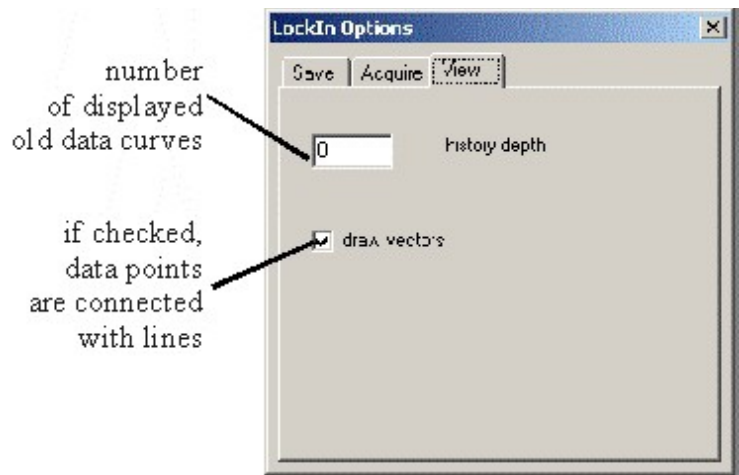 LockIn Options
Save Acquire View
number
of displayed
old data curves
0 history depth
if checked,
data points
are connected
with lines
draw vectors